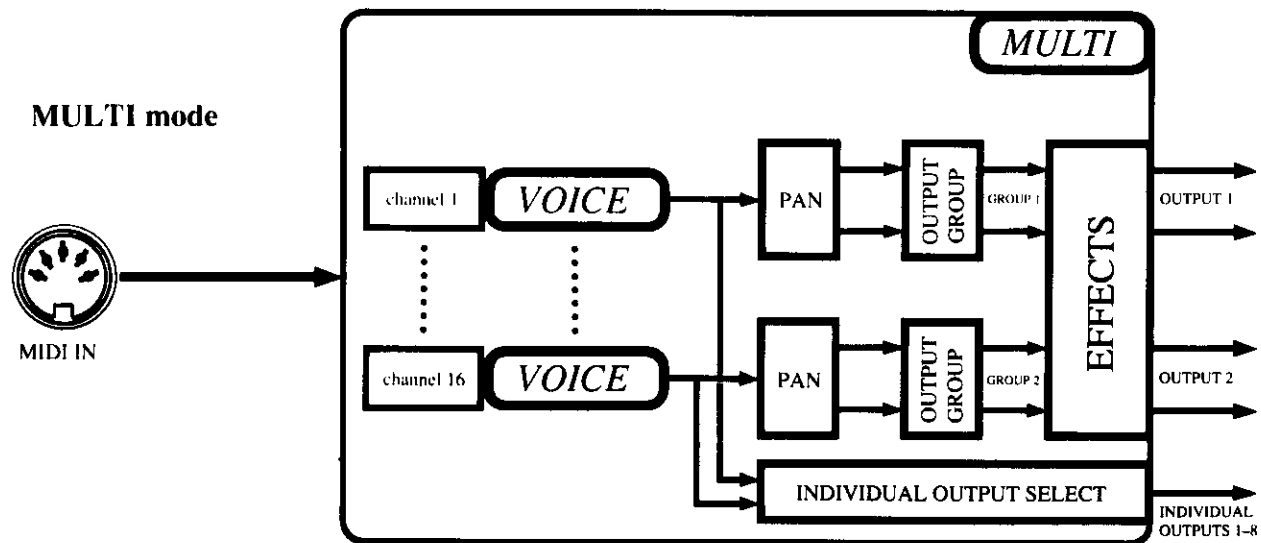 MULTI
MULTI mode
channel 1
VOICE
PAN
OUTPUT
GROUP
GROUP 1
EFFECTS
OUTPUT 1
MIDI IN
channel 16
VOICE
PAN
OUTPUT
GROUP
GROUP 2
OUTPUT 2
INDIVIDUAL OUTPUT SELECT
INDIVIDUAL
OUTPUTS 1–8